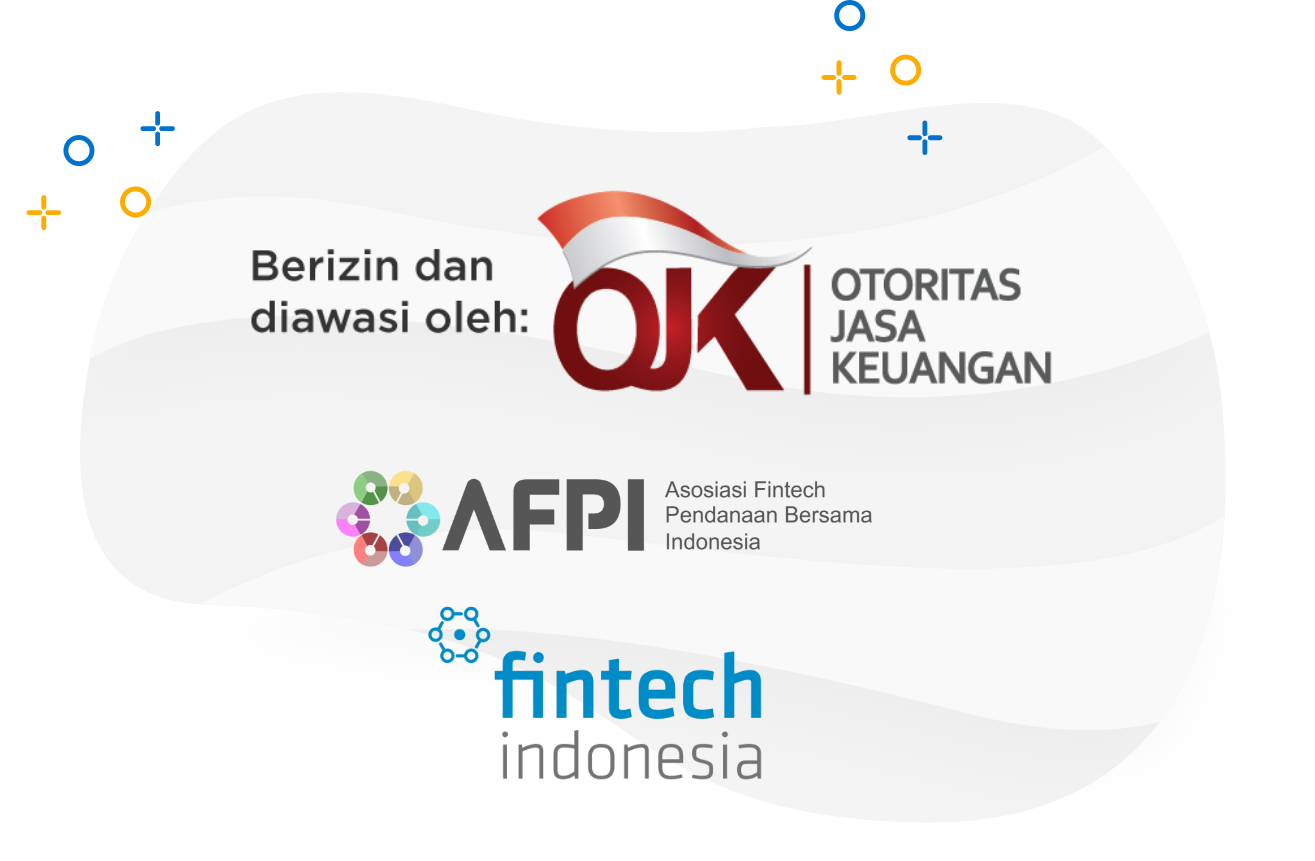 Berizin dan
diawasi oleh:
OJK
OTORITAS
JASA
KEUANGAN
AFPI
Asosiasi Fintech
Pendanaan Bersama
Indonesia
fintech
indonesia